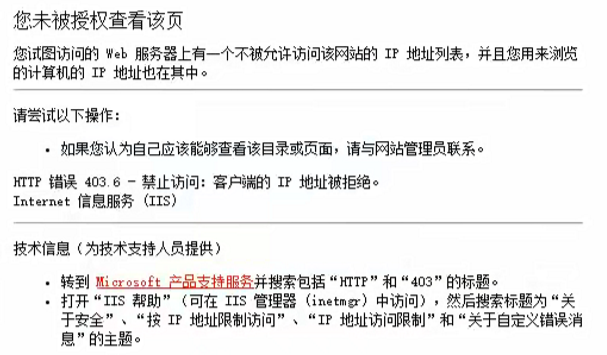 您未被授权查看该页
您试图访问的 Web 服务器上有一个不被允许访问该网站的 IP 地址列表，并且您用来浏览
的计算机的 IP 地址也在其中。
请尝试以下操作：
• 如果您认为自己应该能够查看该目录或页面，请与网站管理员联系。
HTTP 错误 403.6 - 禁止访问：客户端的 IP 地址被拒绝。
Internet 信息服务 (IIS)
技术信息（为技术支持人员提供）
• 转到 Microsoft 产品支持服务并搜索包括“HTTP”和“403”的标题。
• 打开“IIS 帮助”（可在 IIS 管理器 (inetmgr) 中访问），然后搜索标题为“关
于安全”、“按 IP 地址限制访问”、“IP 地址访问限制”和“关于自定义错误消
息”的主题。